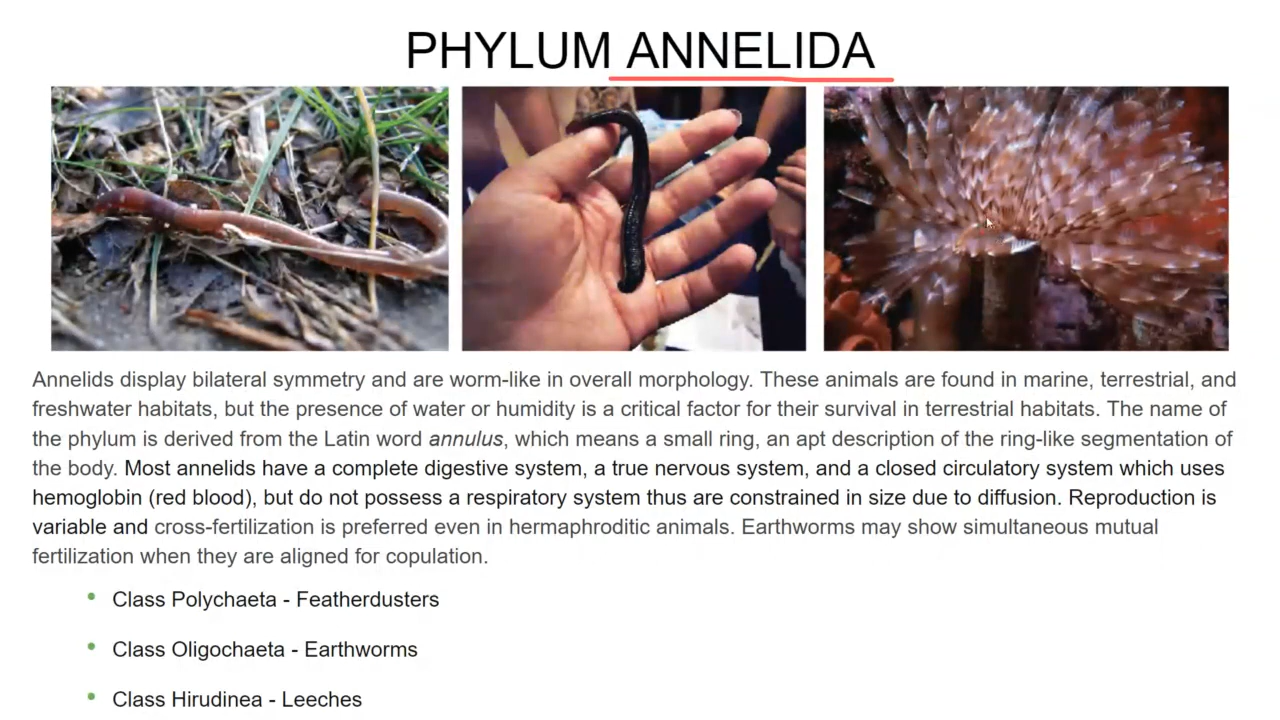 PHYLUM ANNELIDA
Annelids display bilateral symmetry and are worm-like in overall morphology. These animals are found in marine, terrestrial, and
freshwater habitats, but the presence of water or humidity is a critical factor for their survival in terrestrial habitats. The name of
the phylum is derived from the Latin word annulus, which means a small ring, an apt description of the ring-like segmentation of
the body. Most annelids have a complete digestive system, a true nervous system, and a closed circulatory system which uses
hemoglobin (red blood), but do not possess a respiratory system thus are constrained in size due to diffusion. Reproduction is
variable and cross-fertilization is preferred even in hermaphroditic animals. Earthworms may show simultaneous mutual
fertilization when they are aligned for copulation.
• Class Polychaeta - Featherdusters
• Class Oligochaeta - Earthworms
• Class Hirudinea - Leeches